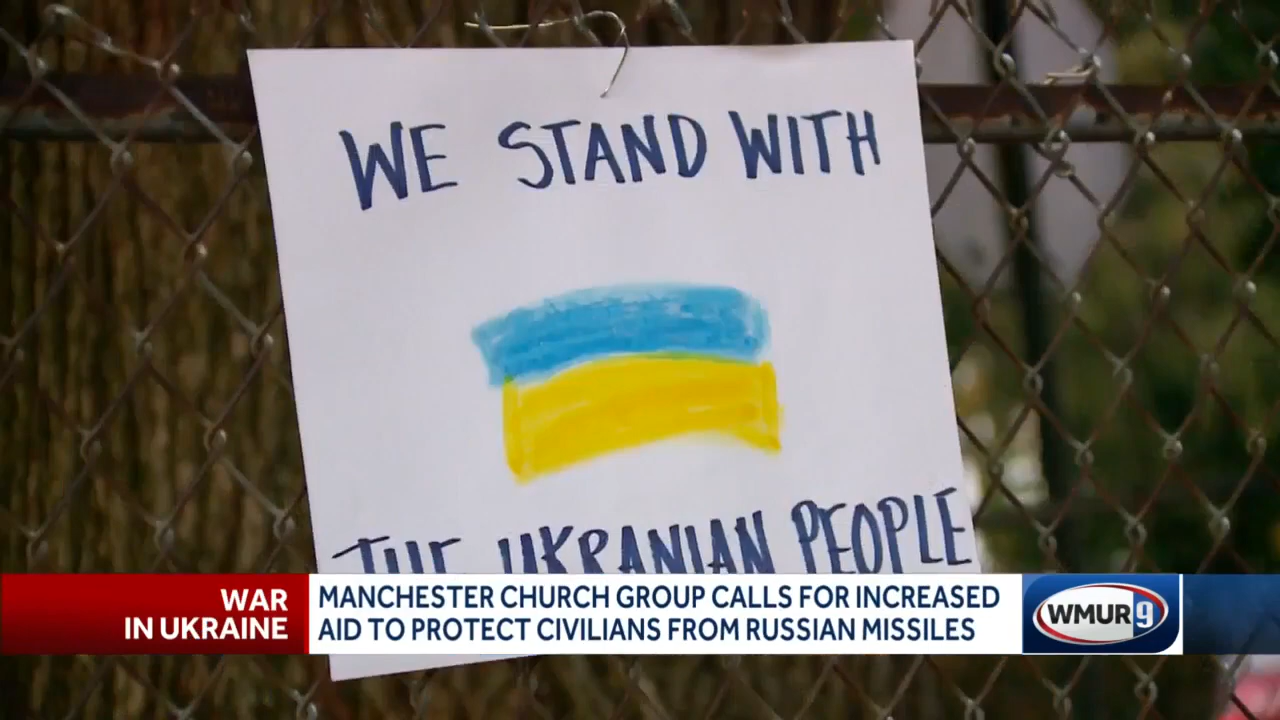 WE STAND WITH
THE UKRANIAN PEOPLE
WAR
IN UKRAINE
MANCHESTER CHURCH GROUP CALLS FOR INCREASED
AID TO PROTECT CIVILIANS FROM RUSSIAN MISSILES
WMUR9